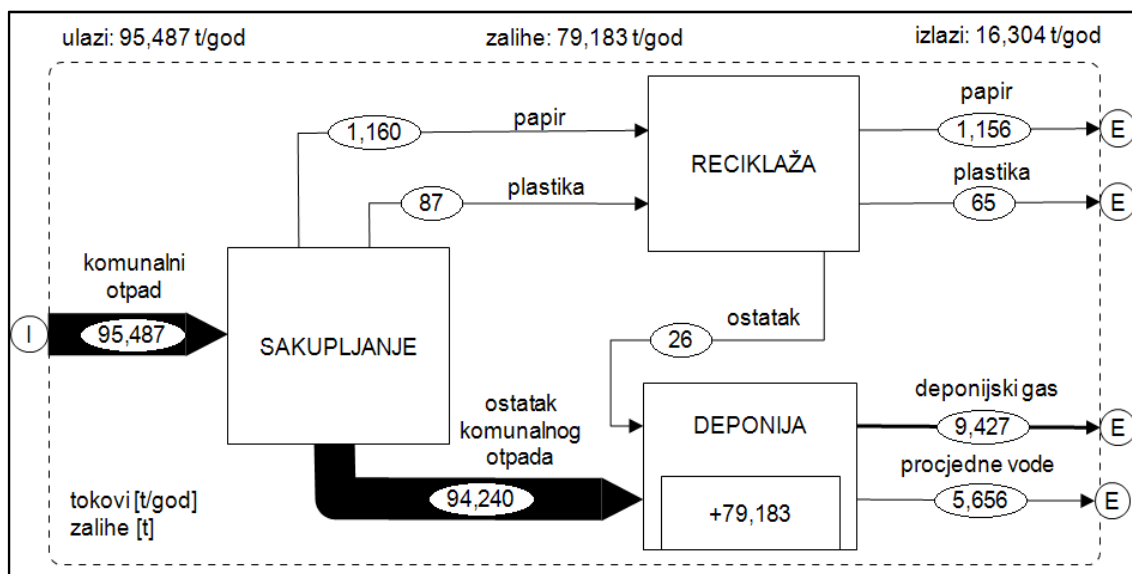 ulazi: 95,487 t/god
zalihe: 79,183 t/god
izlazi: 16,304 t/god
papir
1,160
papir
1,156
E
RECIKLAŽA
plastika
87
plastika
65
E
komunalni
otpad
I
95,487
SAKUPLJANJE
ostatak
26
ostatak
komunalnog
otpada
94,240
DEPONIJA
+79,183
deponijski gas
9,427
E
procjedne vode
5,656
E
tokovi [t/god]
zalihe [t]